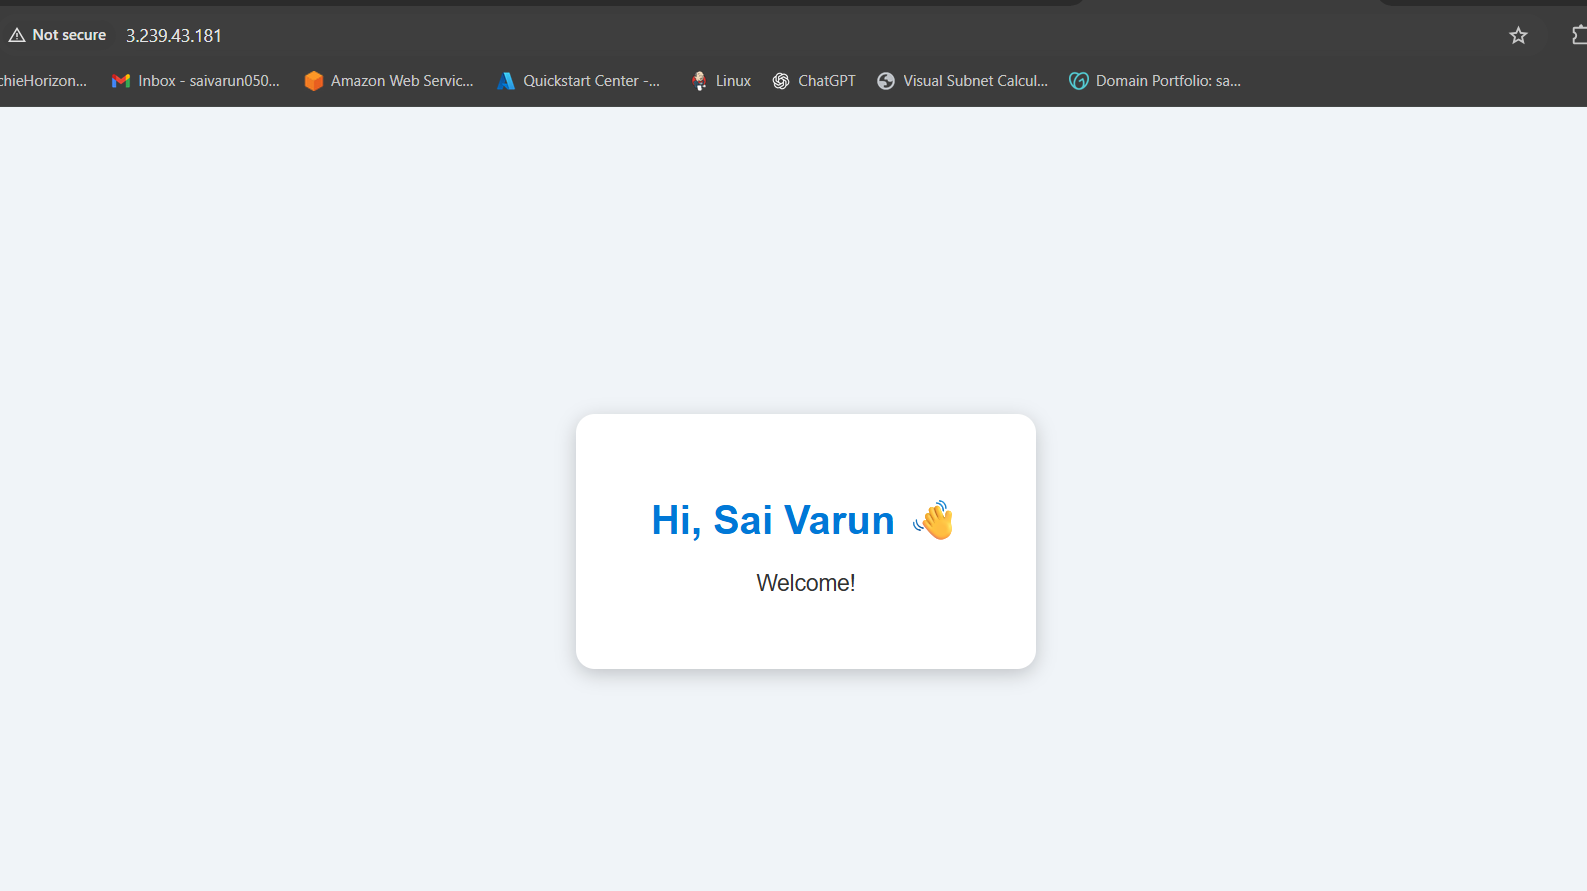 Not secure 3.239.43.181
chieHorizon... Inbox - saivarun050... Amazon Web Servic... Quickstart Center -... Linux ChatGPT Visual Subnet Calcul... Domain Portfolio: sa...
Hi, Sai Varun 👋
Welcome!